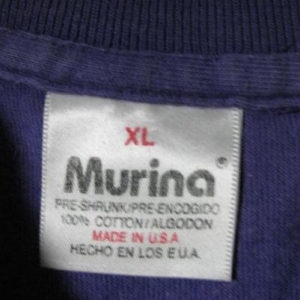 XL
Murina®
PRE-SHRUNK/PRE-ENCOGIDO
100% COTTON/ALGODON
MADE IN U.S.A
HECHO EN LOS E.U.A.